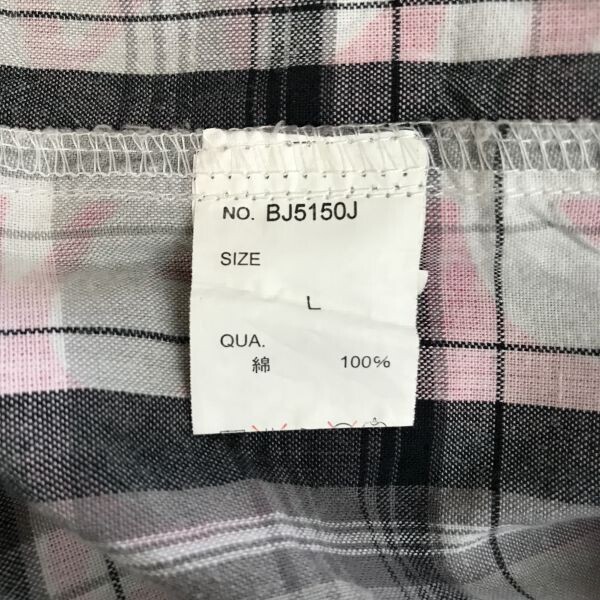 NO. BJ5150J
SIZE
L
QUA.
綿 100%